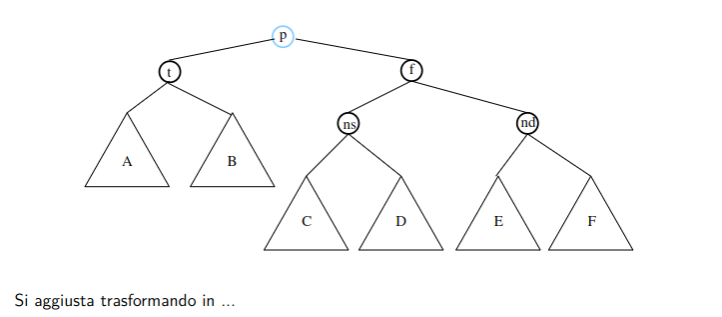 p
t f
ns nd
A B
C D E F
Si aggiusta trasformando in ...